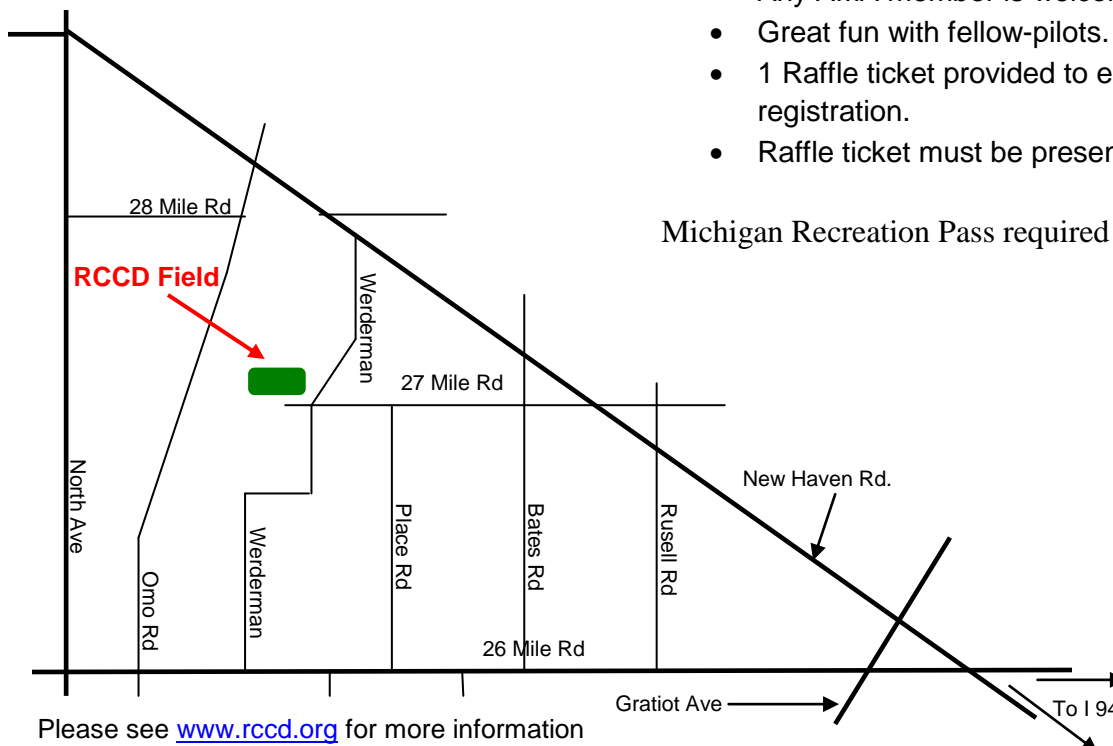 • Great fun with fellow-pilots.
• 1 Raffle ticket provided to
registration.
• Raffle ticket must be
Michigan Recreation Pass required
28 Mile Rd
RCCD Field
Werderman
27 Mile Rd
North Ave
New Haven Rd.
Omo Rd
Werderman
Place Rd
Bates Rd
Rusell Rd
26 Mile Rd
Gratiot Ave
To I 94
Please see www.rccd.org for more information